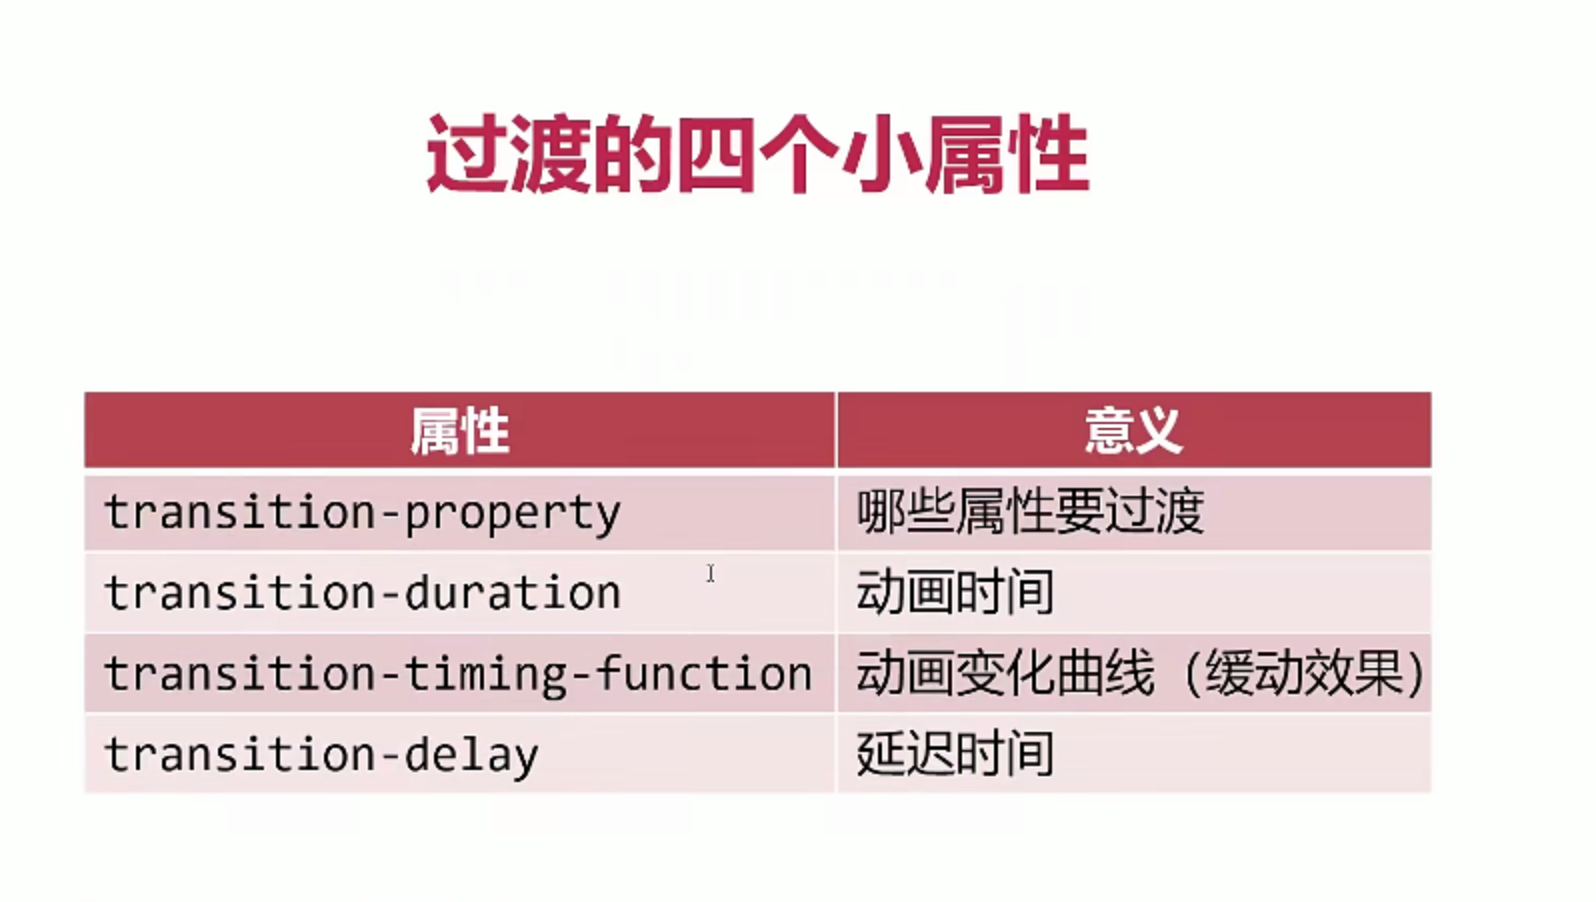 过渡的四个小属性
属性 意义
transition-property 哪些属性要过渡
transition-duration 动画时间
transition-timing-function 动画变化曲线（缓动效果）
transition-delay 延迟时间